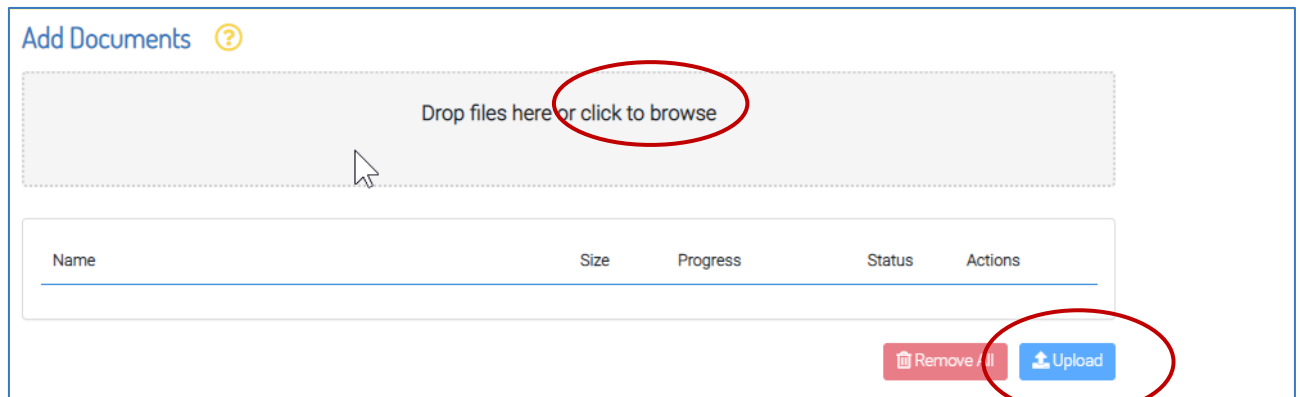 Add Documents ?
Drop files here or click to browse
Name Size Progress Status Actions
Remove All Upload